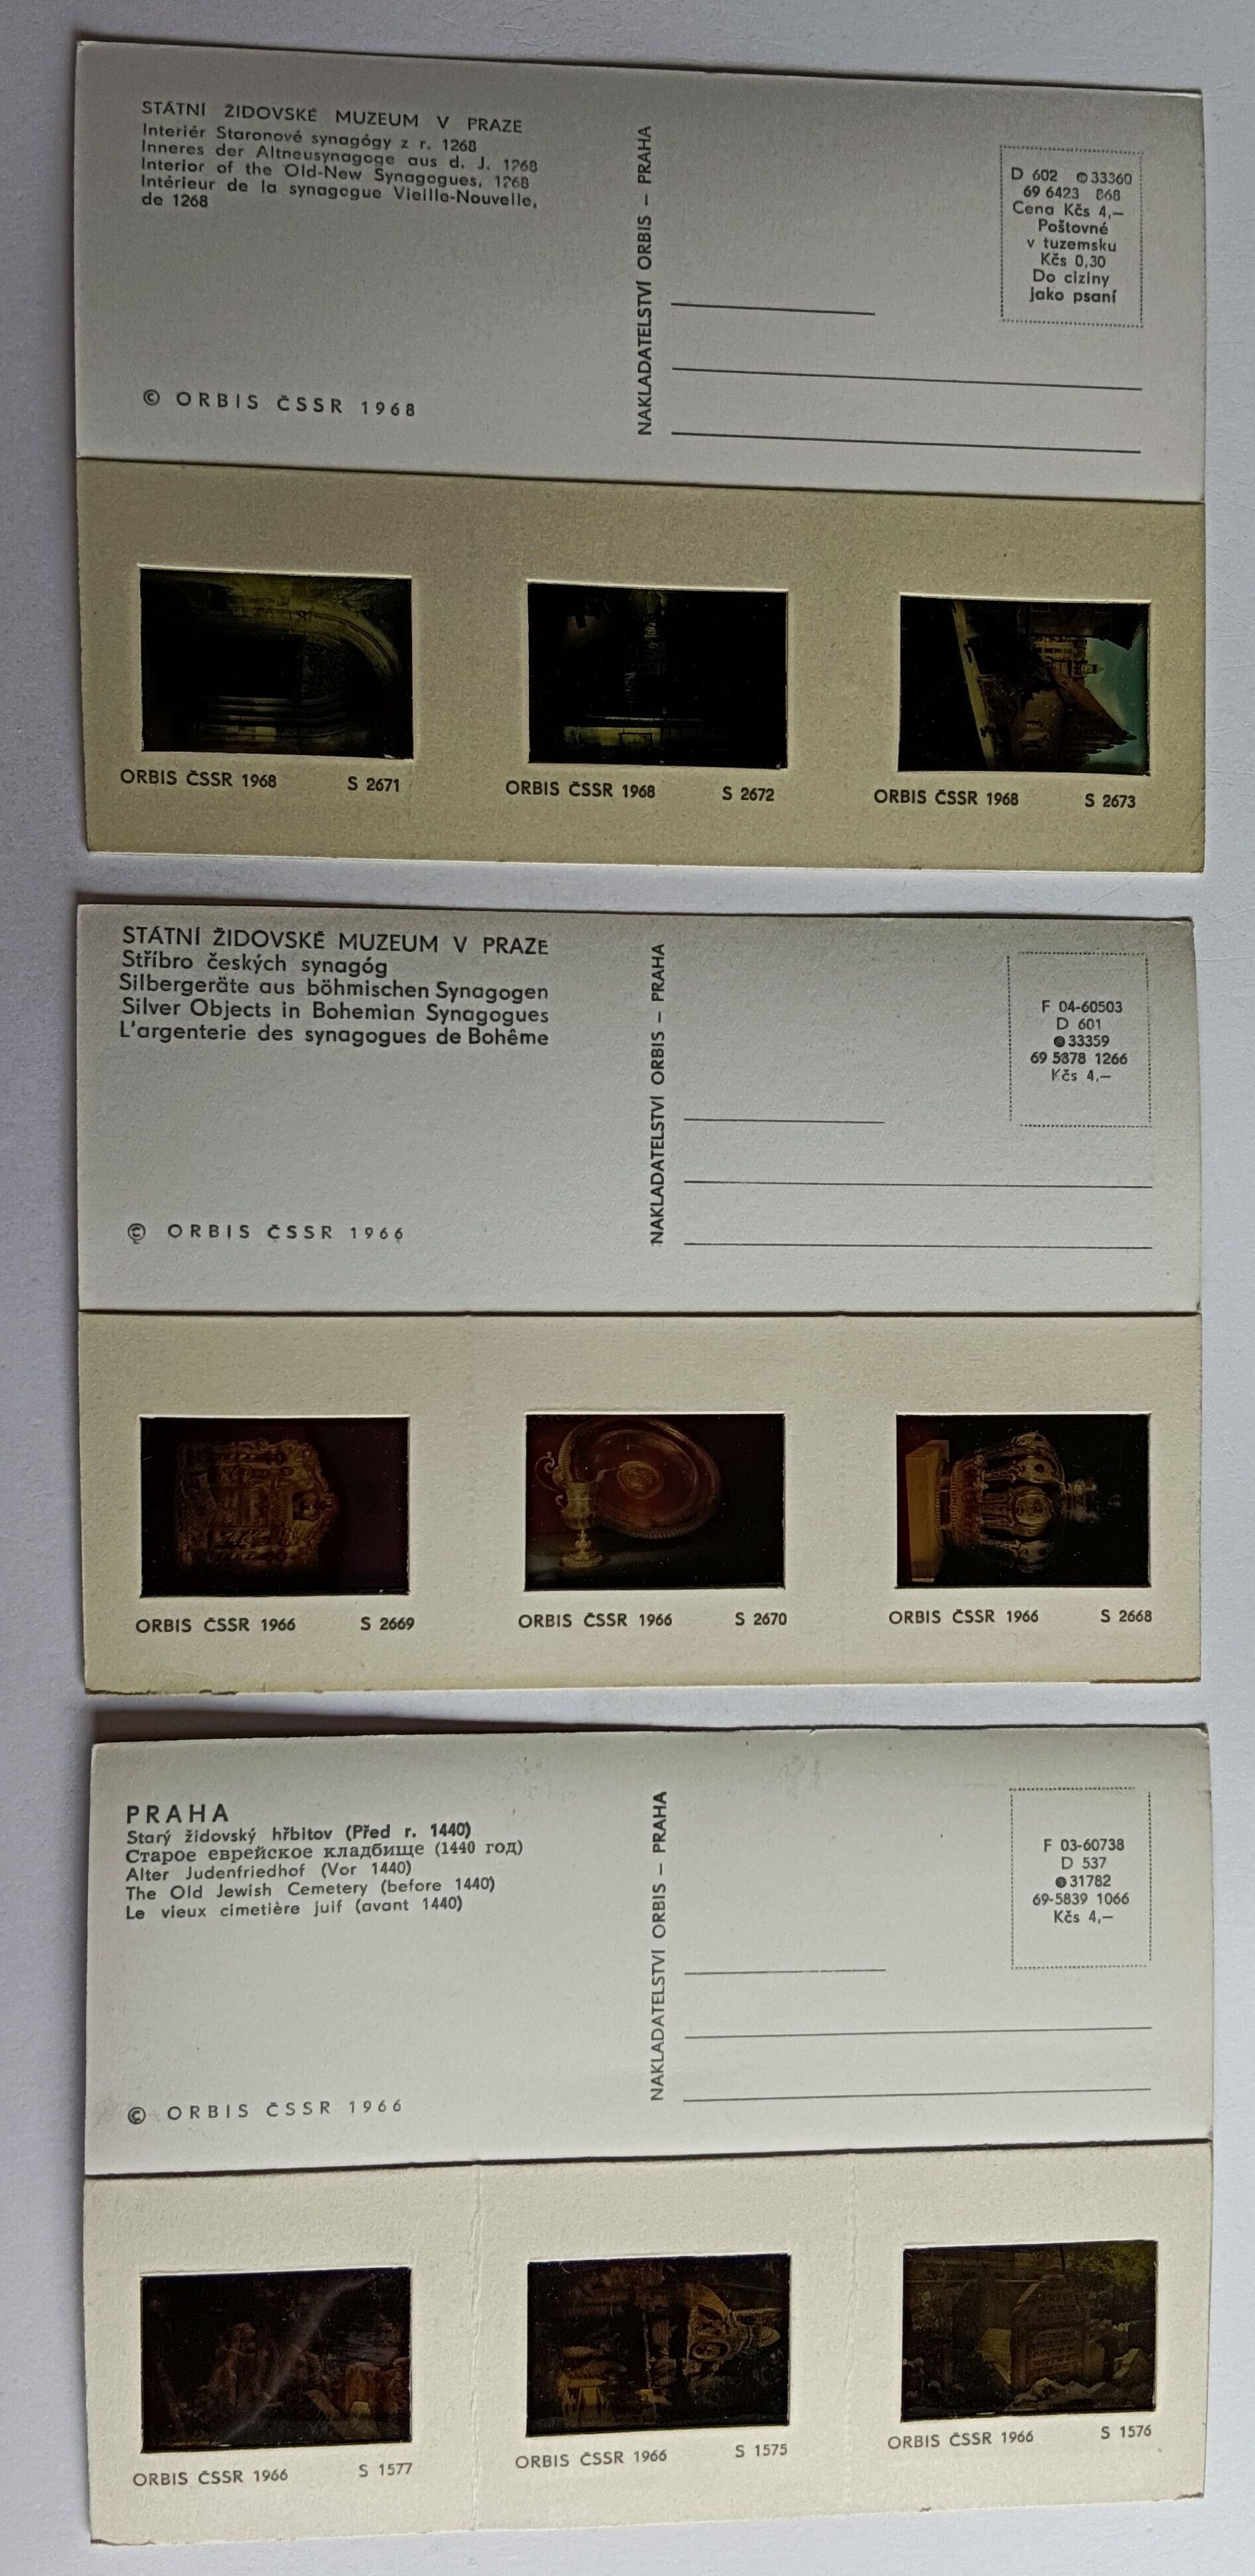 STÁTNÍ ŽIDOVSKÉ MUZEUM V PRAZE
Interiér Staronové synagógy z r. 1268
Inneres der Altneusynagoge aus d. J. 1268
Interior of the Old-New Synagogues, 1268
Intérieur de la synagogue Vieille-Nouvelle,
de 1268
© ORBIS ČSSR 1968
NAKLADATELSTVÍ ORBIS – PRAHA
D 602 33360
69 6423 868
Cena Kčs 4,—
Poštovné
v tuzemsku
Kčs 0,30
Do ciziny
jako psaní
ORBIS ČSSR 1968 S 2671
ORBIS ČSSR 1968 S 2672
ORBIS ČSSR 1968 S 2673
STÁTNÍ ŽIDOVSKÉ MUZEUM V PRAZE
Stříbro českých synagóg
Silbergeräte aus böhmischen Synagogen
Silver Objects in Bohemian Synagogues
L'argenterie des synagogues de Bohême
© ORBIS ČSSR 1966
NAKLADATELSTVÍ ORBIS – PRAHA
F 04-60503
D 601
33359
69 5878 1266
Kčs 4,—
ORBIS ČSSR 1966 S 2669
ORBIS ČSSR 1966 S 2670
ORBIS ČSSR 1966 S 2668
PRAHA
Starý židovský hřbitov (Před r. 1440)
Старое еврейское кладбище (1440 год)
Alter Judenfriedhof (Vor 1440)
The Old Jewish Cemetery (before 1440)
Le vieux cimetière juif (avant 1440)
© ORBIS ČSSR 1966
NAKLADATELSTVÍ ORBIS – PRAHA
F 03-60738
D 537
31782
69-5839 1066
Kčs 4,—
ORBIS ČSSR 1966 S 1577
ORBIS ČSSR 1966 S 1575
ORBIS ČSSR 1966 S 1576